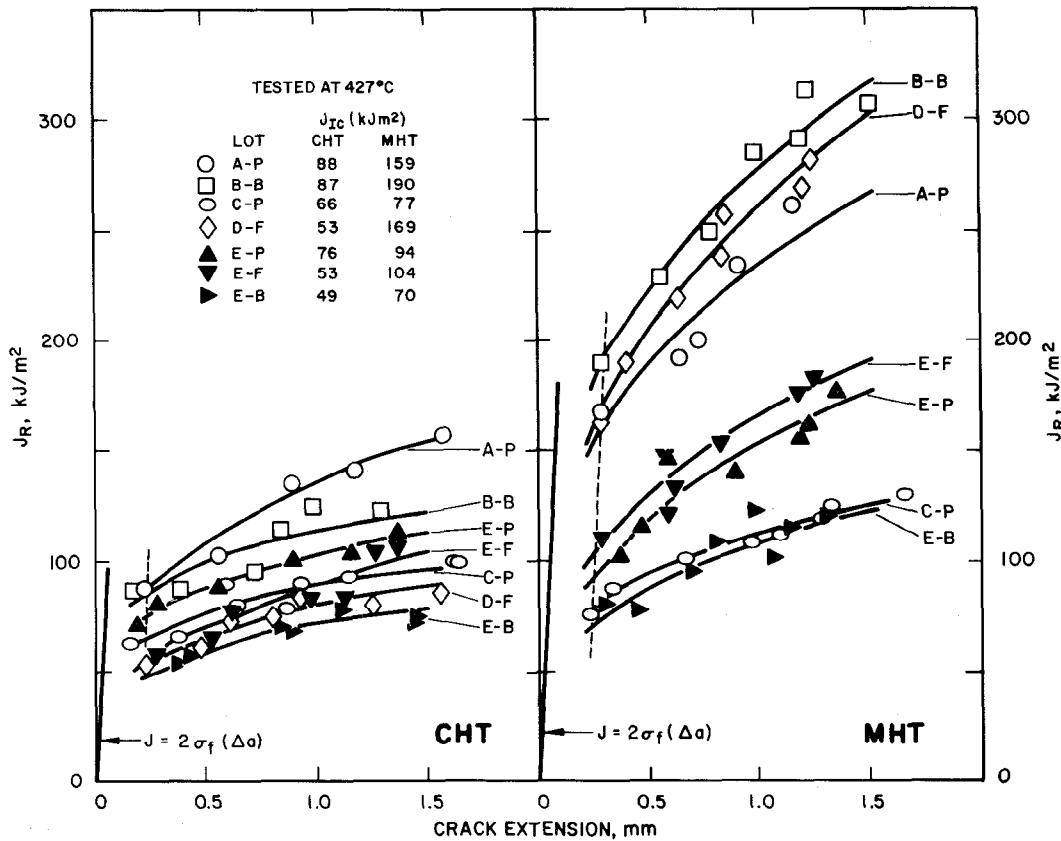 TESTED AT 427°C
J_Ic (kJm²)
LOT CHT MHT
A-P 88 159
B-B 87 190
C-P 66 77
D-F 53 169
E-P 76 94
E-F 53 104
E-B 49 70
J_R, kJ/m²
300
200
100
0
A-P
B-B
E-P
E-F
C-P
D-F
E-B
J = 2σ_f (Δa)
CHT
0 0.5 1.0 1.5
B-B
D-F
A-P
E-F
E-P
C-P
E-B
J = 2σ_f (Δa)
MHT
0 0.5 1.0 1.5
300
200
100
0
J_R, kJ/m²
CRACK EXTENSION, mm